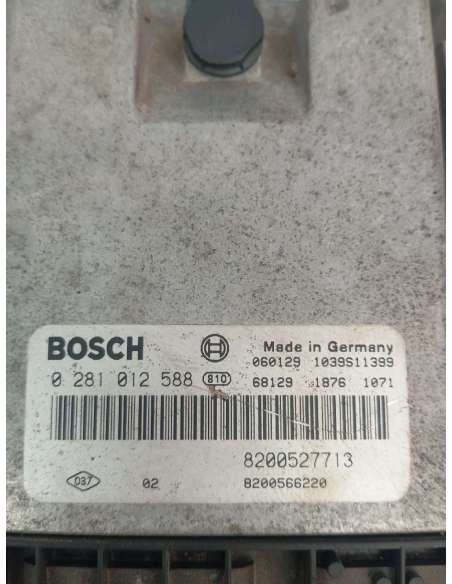 BOSCH
Made in Germany
060129 1039S11399
0 281 012 588 810 68129 1876 1071
8200527713
037 02 8200566220